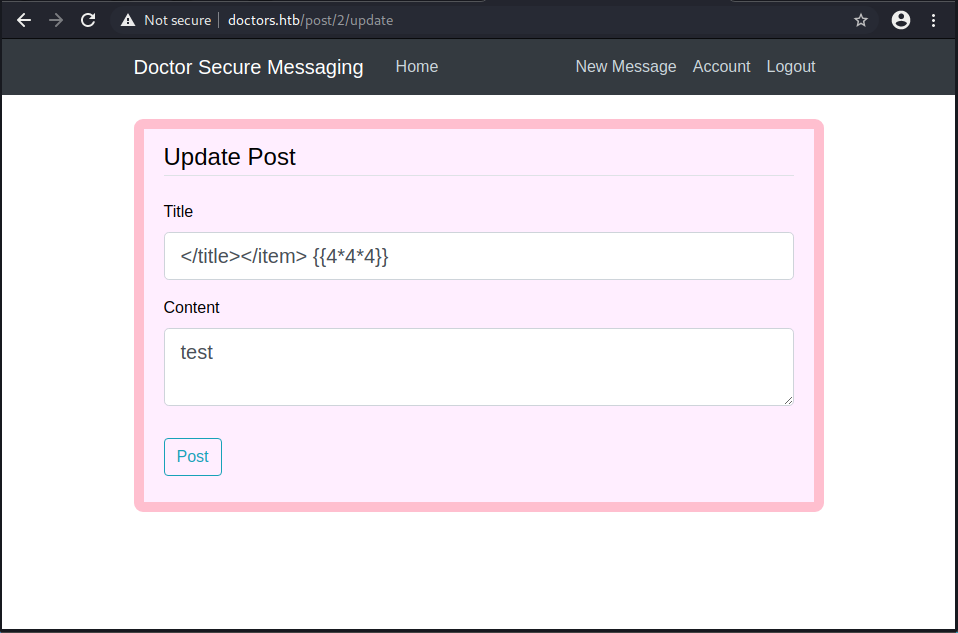 Not secure doctors.htb/post/2/update
Doctor Secure Messaging Home New Message Account Logout
Update Post
Title
</title></item> {{4*4*4}}
Content
test
Post